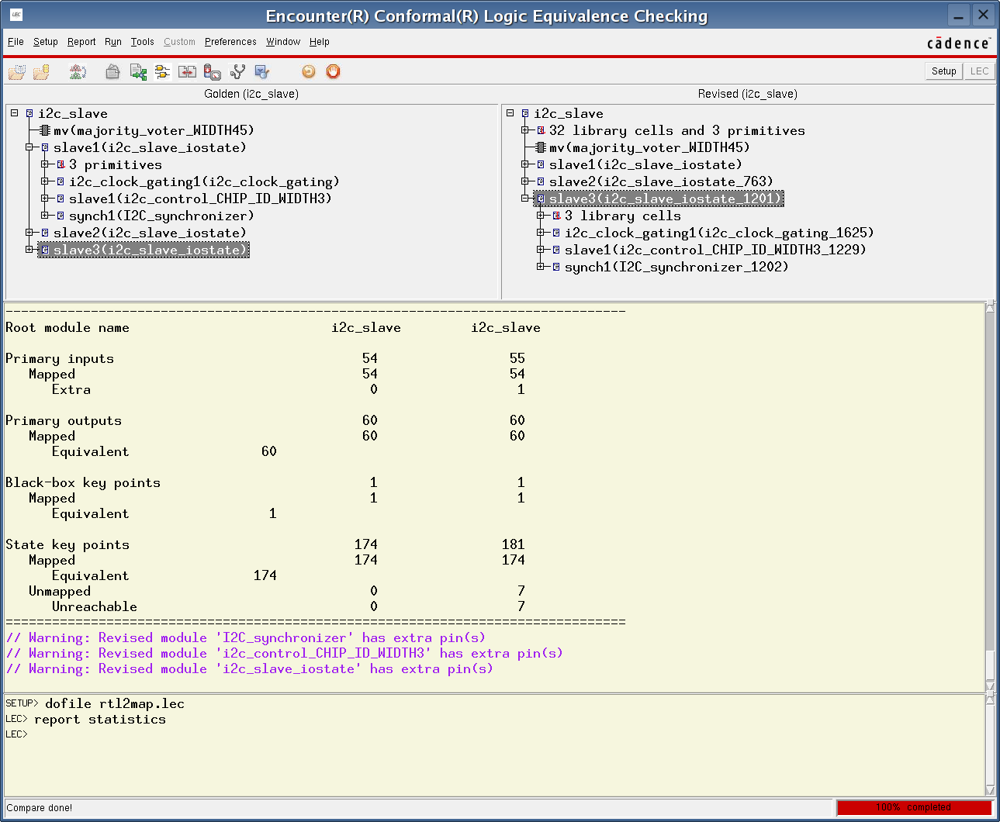 LEC Encounter(R) Conformal(R) Logic Equivalence Checking
File Setup Report Run Tools Custom Preferences Window Help
cādence
Setup LEC
Golden (i2c_slave) Revised (i2c_slave)
i2c_slave
mv(majority_voter_WIDTH45)
slave1(i2c_slave_iostate)
3 primitives
i2c_clock_gating1(i2c_clock_gating)
slave1(i2c_control_CHIP_ID_WIDTH3)
synch1(I2C_synchronizer)
slave2(i2c_slave_iostate)
slave3(i2c_slave_iostate)
i2c_slave
32 library cells and 3 primitives
mv(majority_voter_WIDTH45)
slave1(i2c_slave_iostate)
slave2(i2c_slave_iostate_763)
slave3(i2c_slave_iostate_1201)
3 library cells
i2c_clock_gating1(i2c_clock_gating_1625)
slave1(i2c_control_CHIP_ID_WIDTH3_1229)
synch1(I2C_synchronizer_1202)
--------------------------------------------------------------------------------
Root module name i2c_slave i2c_slave
Primary inputs 54 55
Mapped 54 54
Extra 0 1
Primary outputs 60 60
Mapped 60 60
Equivalent 60
Black-box key points 1 1
Mapped 1 1
Equivalent 1
State key points 174 181
Mapped 174 174
Equivalent 174
Unmapped 0 7
Unreachable 0 7
================================================================================
// Warning: Revised module 'I2C_synchronizer' has extra pin(s)
// Warning: Revised module 'i2c_control_CHIP_ID_WIDTH3' has extra pin(s)
// Warning: Revised module 'i2c_slave_iostate' has extra pin(s)
SETUP> dofile rtl2map.lec
LEC> report statistics
LEC>
Compare done! 100% completed